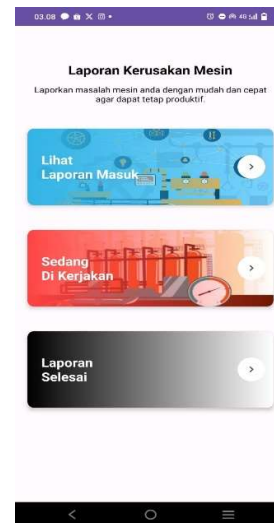 03.08
Laporan Kerusakan Mesin
Laporkan masalah mesin anda dengan mudah dan cepat
agar dapat tetap produktif.
Lihat
Laporan Masuk
Sedang
Di Kerjakan
Laporan
Selesai